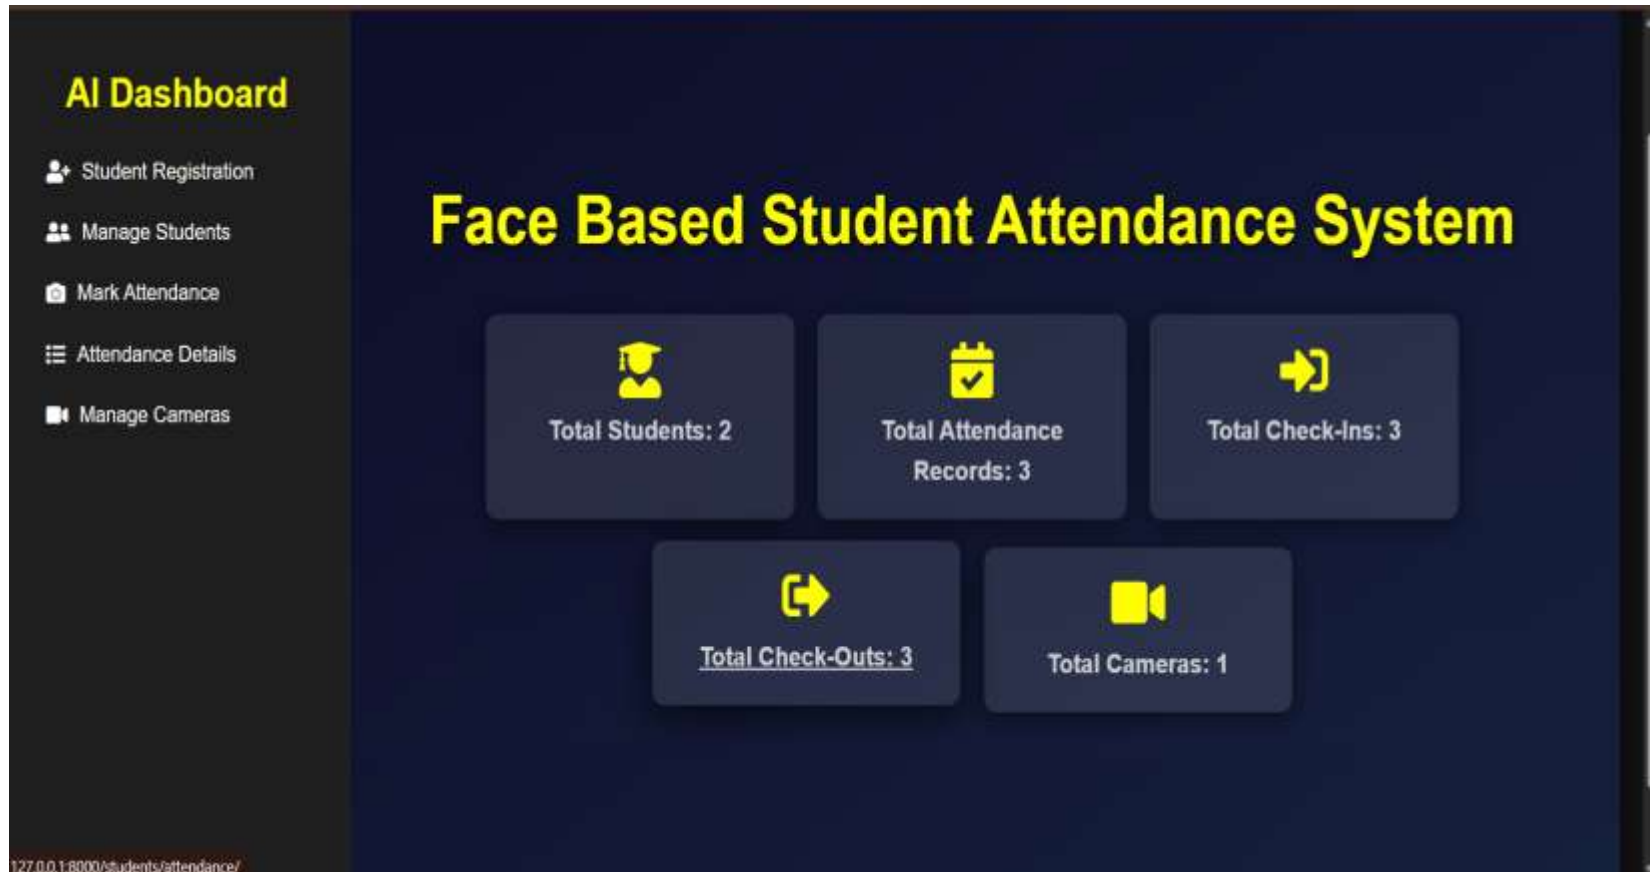 AI Dashboard
Student Registration
Manage Students
Mark Attendance
Attendance Details
Manage Cameras
Face Based Student Attendance System
Total Students: 2
Total Attendance
Records: 3
Total Check-Ins: 3
Total Check-Outs: 3
Total Cameras: 1
127.0.0.1:8000/students/attendance/